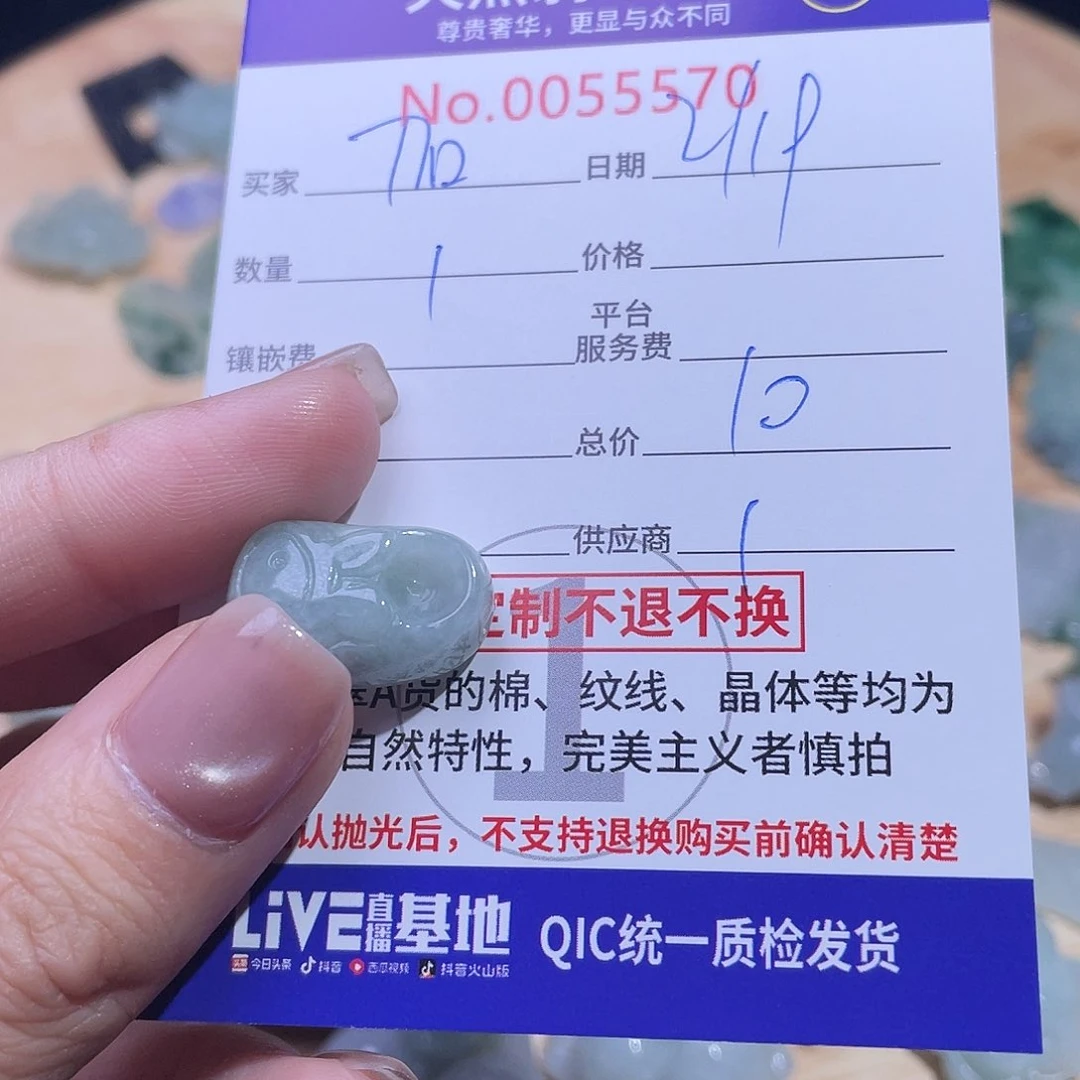 尊贵奢华，更显与众不同
No.0055570
买家 加 日期
数量 1 价格
镶嵌费 平台服务费
总价 10
供应商
定制不退不换
A货的棉、纹线、晶体等均为
自然特性，完美主义者慎拍
认抛光后，不支持退换购买前确认清楚
LiVE直播基地 QIC统一质检发货
今日头条 抖音 西瓜视频 抖音火山版